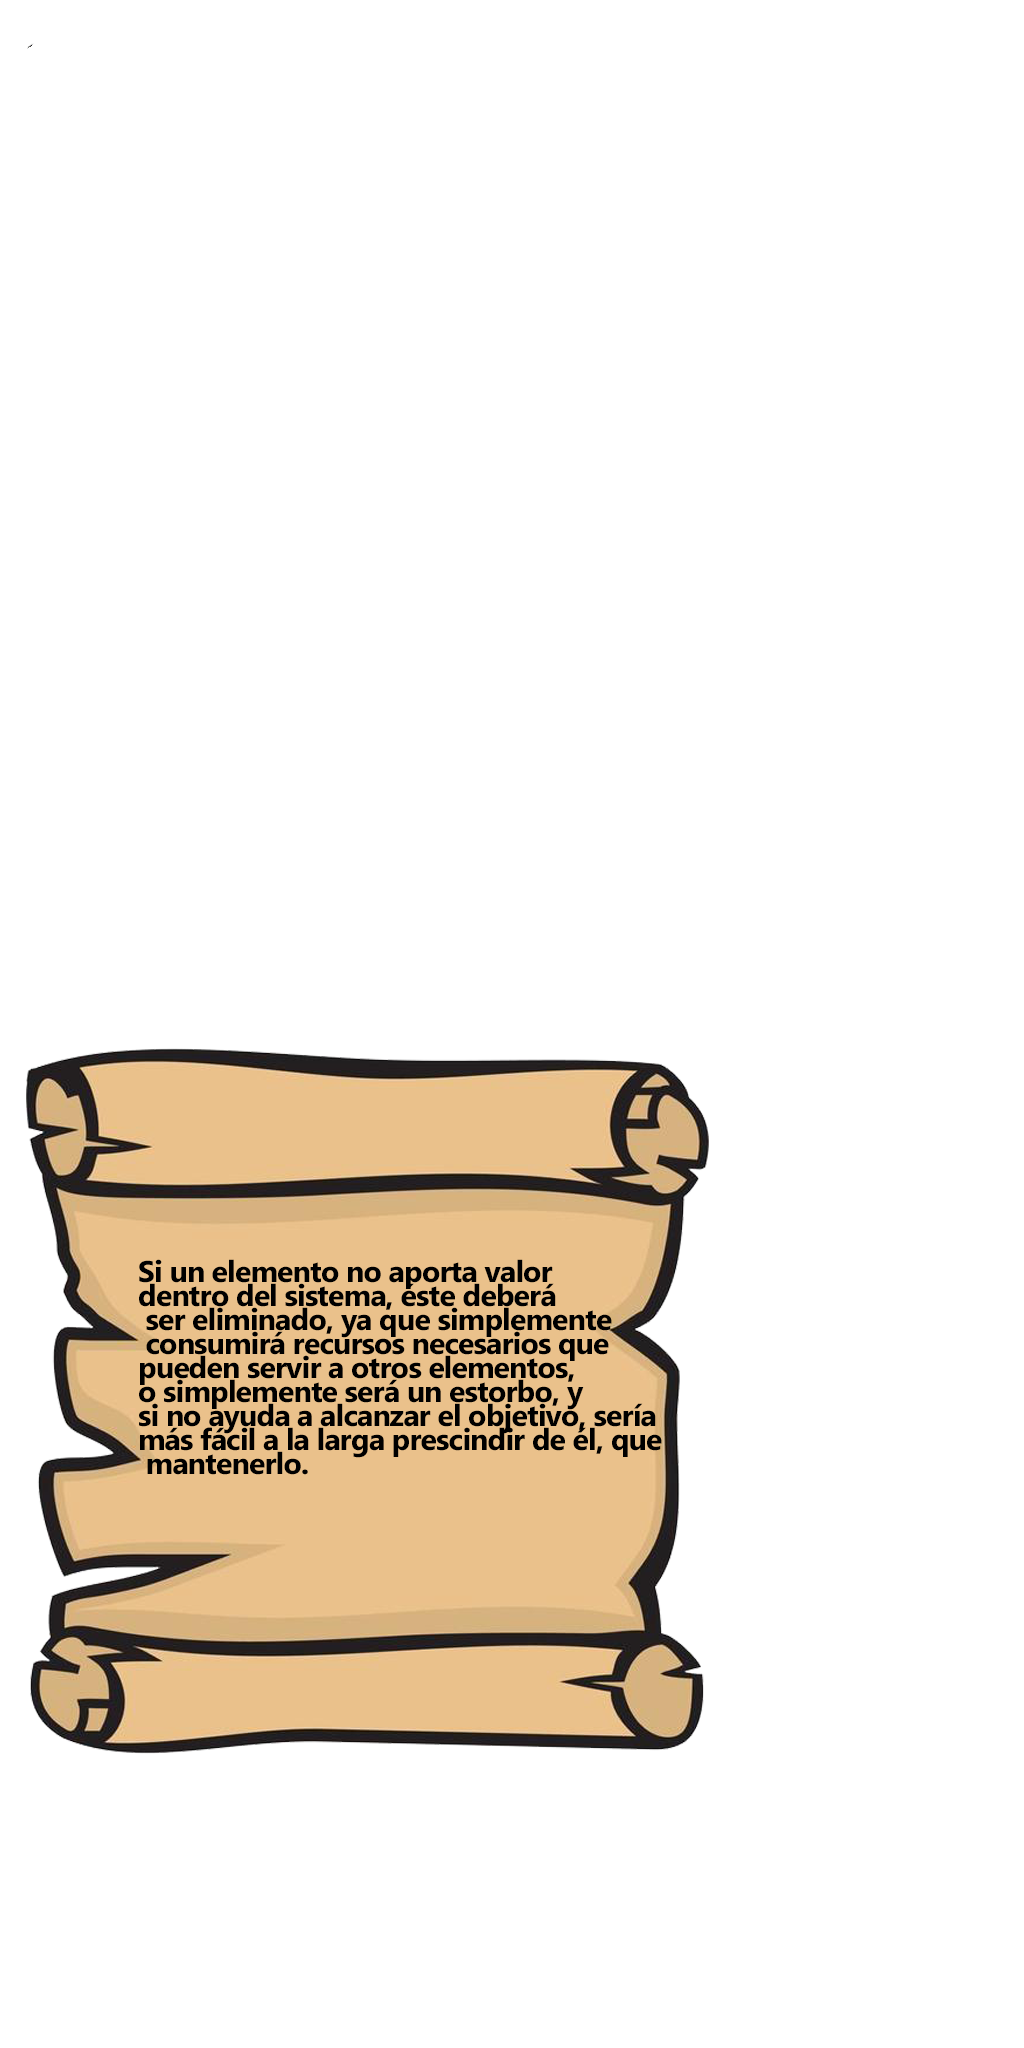 Si un elemento no aporta valor
dentro del sistema, éste deberá
ser eliminado, ya que simplemente
consumirá recursos necesarios que
pueden servir a otros elementos,
o simplemente será un estorbo, y
si no ayuda a alcanzar el objetivo, sería
más fácil a la larga prescindir de él, que
mantenerlo.